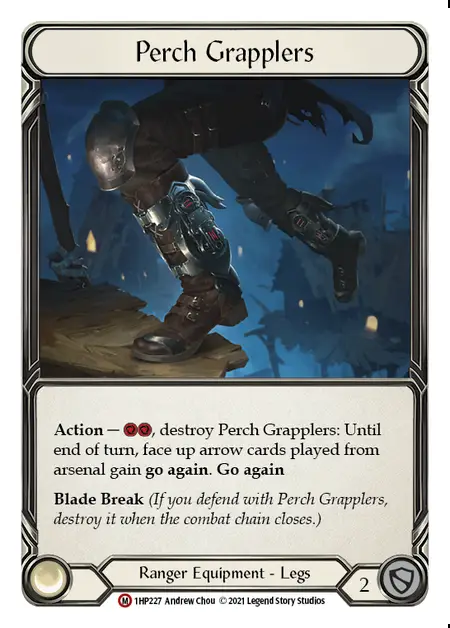 Perch Grapplers
Action — , destroy Perch Grapplers: Until
end of turn, face up arrow cards played from
arsenal gain go again. Go again
Blade Break (If you defend with Perch Grapplers,
destroy it when the combat chain closes.)
Ranger Equipment - Legs
2
M 1HP227 Andrew Chou © 2021 Legend Story Studios